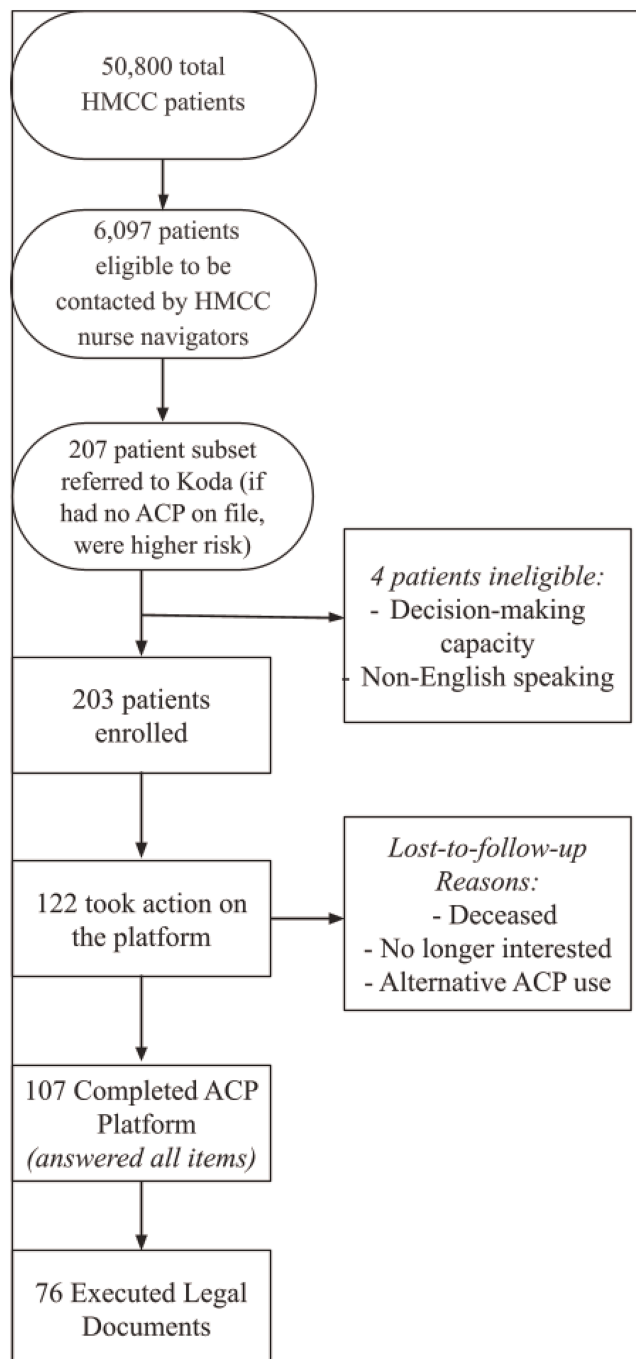 50,800 total
HMCC patients
6,097 patients
eligible to be
contacted by HMCC
nurse navigators
207 patient subset
referred to Koda (if
had no ACP on file,
were higher risk)
4 patients ineligible:
- Decision-making
capacity
- Non-English speaking
203 patients
enrolled
122 took action on
the platform
Lost-to-follow-up
Reasons:
- Deceased
- No longer interested
- Alternative ACP use
107 Completed ACP
Platform
(answered all items)
76 Executed Legal
Documents